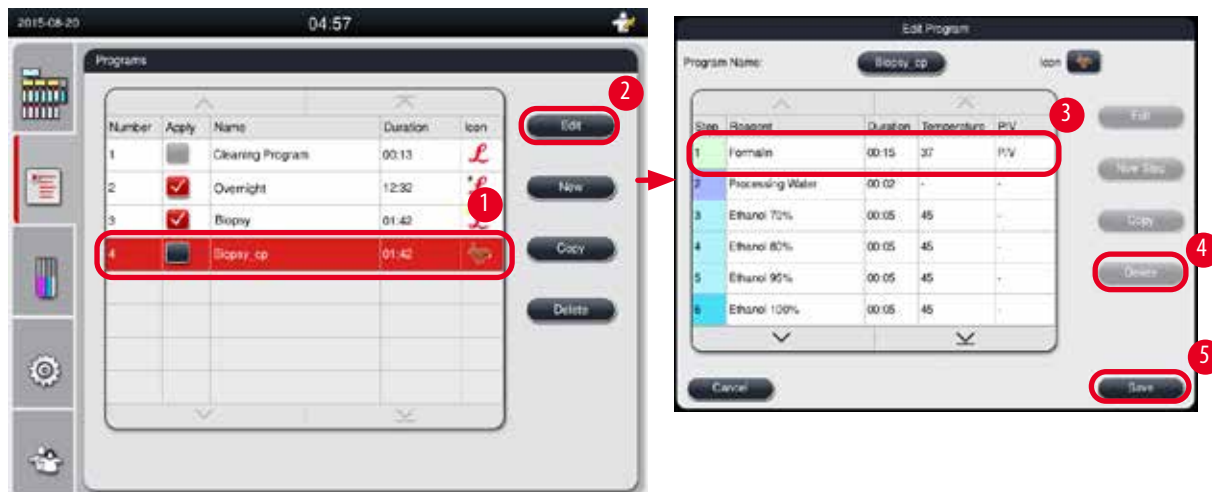 2015-08-20 04:57
Programs
Number Apply Name Duration Icon
1 Cleaning Program 00:13 L
2 Overnight 12:32 *L
3 Biopsy 01:42 L
4 Biopsy_cp 01:42
Edit
New
Copy
Delete
1
2
Edit Program
Program Name: Biopsy_cp Icon
Step Reagent Duration Temperature P/V
1 Formalin 00:15 37 P/V
2 Processing Water 00:02 - -
3 Ethanol 70% 00:05 45 -
4 Ethanol 80% 00:05 45 -
5 Ethanol 95% 00:05 45 -
6 Ethanol 100% 00:05 45 -
Edit
New Step
Copy
Delete
Cancel
Save
3
4
5